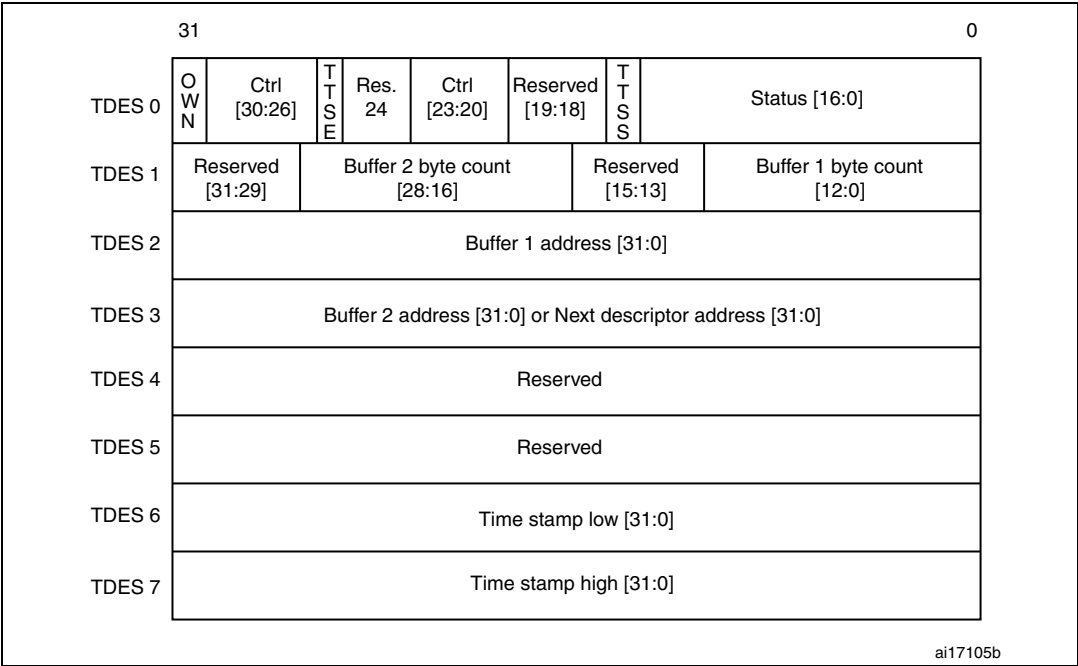 31 0
TDES 0
OWN
Ctrl
[30:26]
TTSE
Res.
24
Ctrl
[23:20]
Reserved
[19:18]
TTSS
Status [16:0]
TDES 1
Reserved
[31:29]
Buffer 2 byte count
[28:16]
Reserved
[15:13]
Buffer 1 byte count
[12:0]
TDES 2
Buffer 1 address [31:0]
TDES 3
Buffer 2 address [31:0] or Next descriptor address [31:0]
TDES 4
Reserved
TDES 5
Reserved
TDES 6
Time stamp low [31:0]
TDES 7
Time stamp high [31:0]
ai17105b